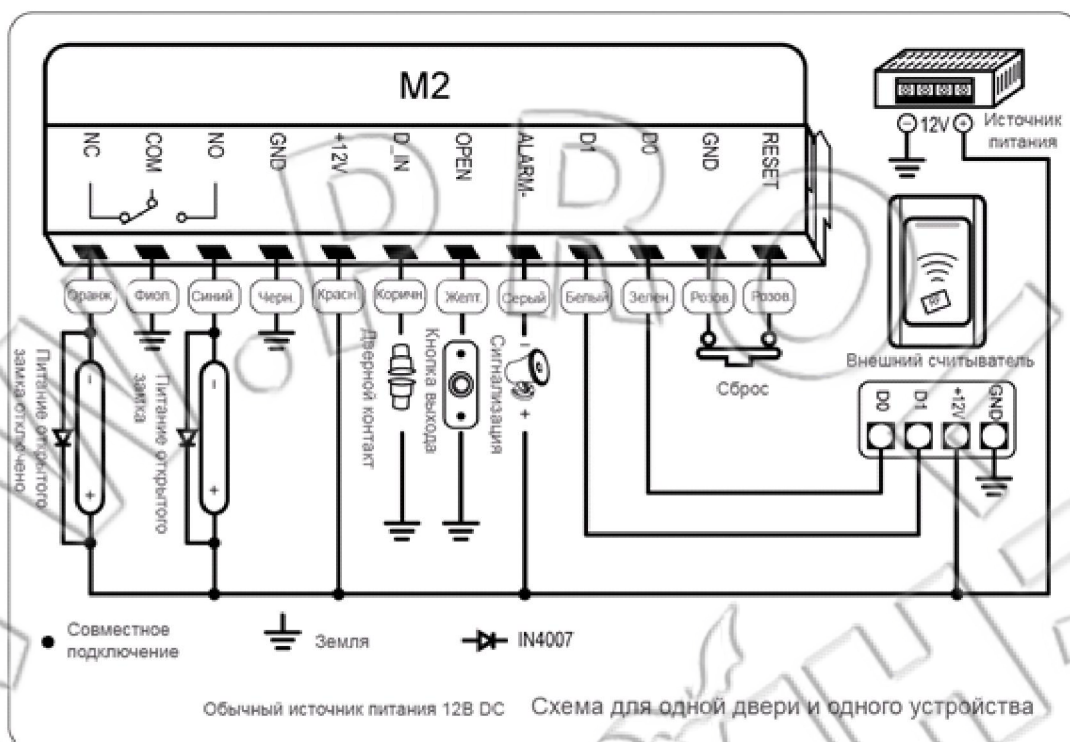 M2
NC
COM
NO
GND
+12V
D_IN
OPEN
ALARM-
D1
D0
GND
RESET
Оранж.
Фиол.
Синий
Черн.
Красн.
Коричн.
Желт.
Серый
Белый
Зелен.
Розов.
Розов.
12V
Источник
питания
Питание открытого
замка отключено
Питание открытого
замка
Дверной контакт
Кнопка выхода
Сигнализация
Сброс
Внешний считыватель
D0
D1
+12V
GND
Совместное
подключение
Земля
IN4007
Обычный источник питания 12В DC
Схема для одной двери и одного устройства